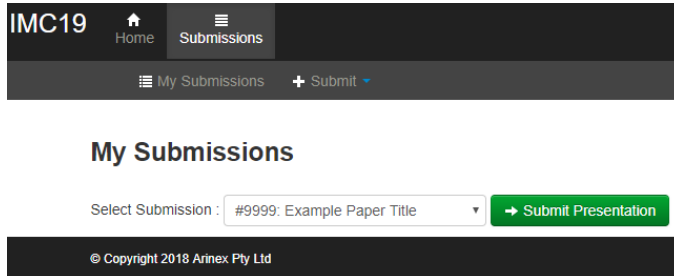 IMC19 Home Submissions
My Submissions Submit
My Submissions
Select Submission : #9999: Example Paper Title Submit Presentation
© Copyright 2018 Arinex Pty Ltd